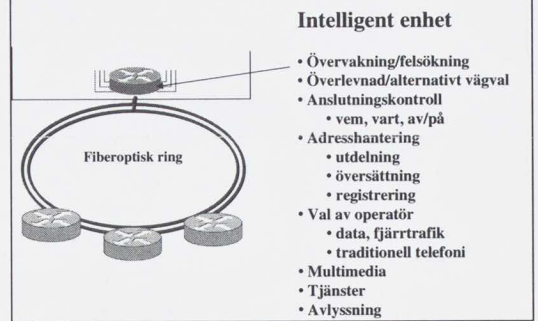 Intelligent enhet
• Övervakning/felsökning
• Överlevnad/alternativt vägval
• Anslutningskontroll
• vem, vart, av/på
• Adresshantering
• utdelning
• översättning
• registrering
• Val av operatör
• data, fjärrtrafik
• traditionell telefoni
• Multimedia
• Tjänster
• Avlyssning
Fiberoptisk ring